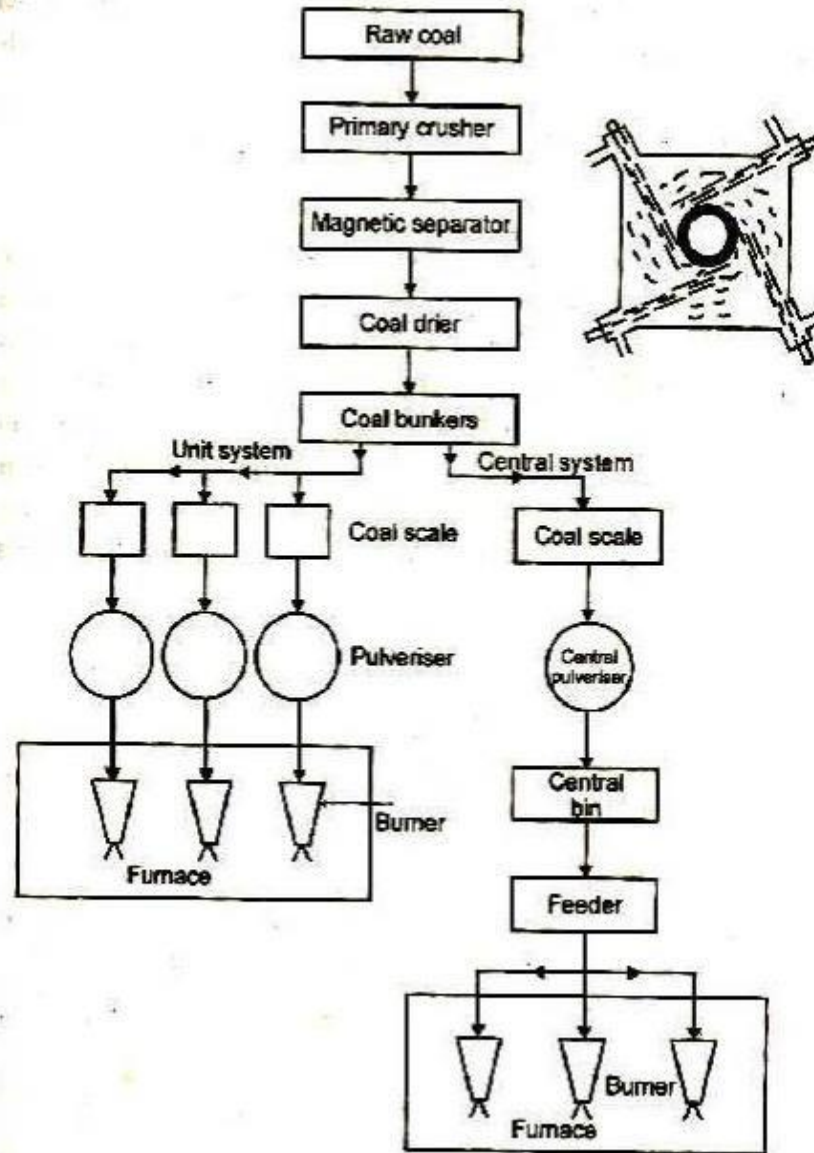 Raw coal
Primary crusher
Magnetic separator
Coal drier
Coal bunkers
Unit system
Central system
Coal scale
Coal scale
Pulveriser
Central
pulveriser
Burner
Furnace
Central
bin
Feeder
Burner
Furnace